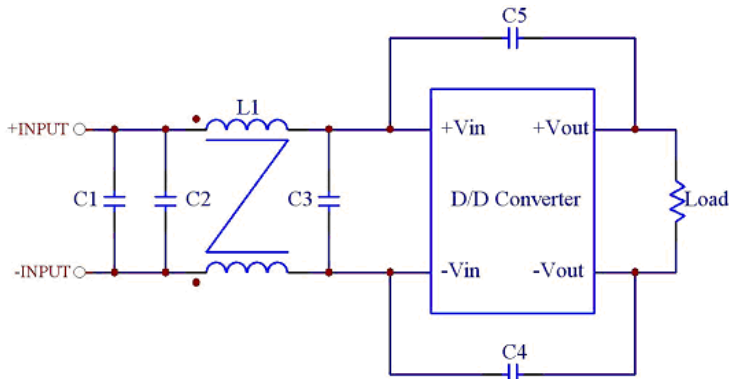 C5
L1
+INPUT
+Vin
+Vout
C1
C2
C3
D/D Converter
Load
-INPUT
-Vin
-Vout
C4